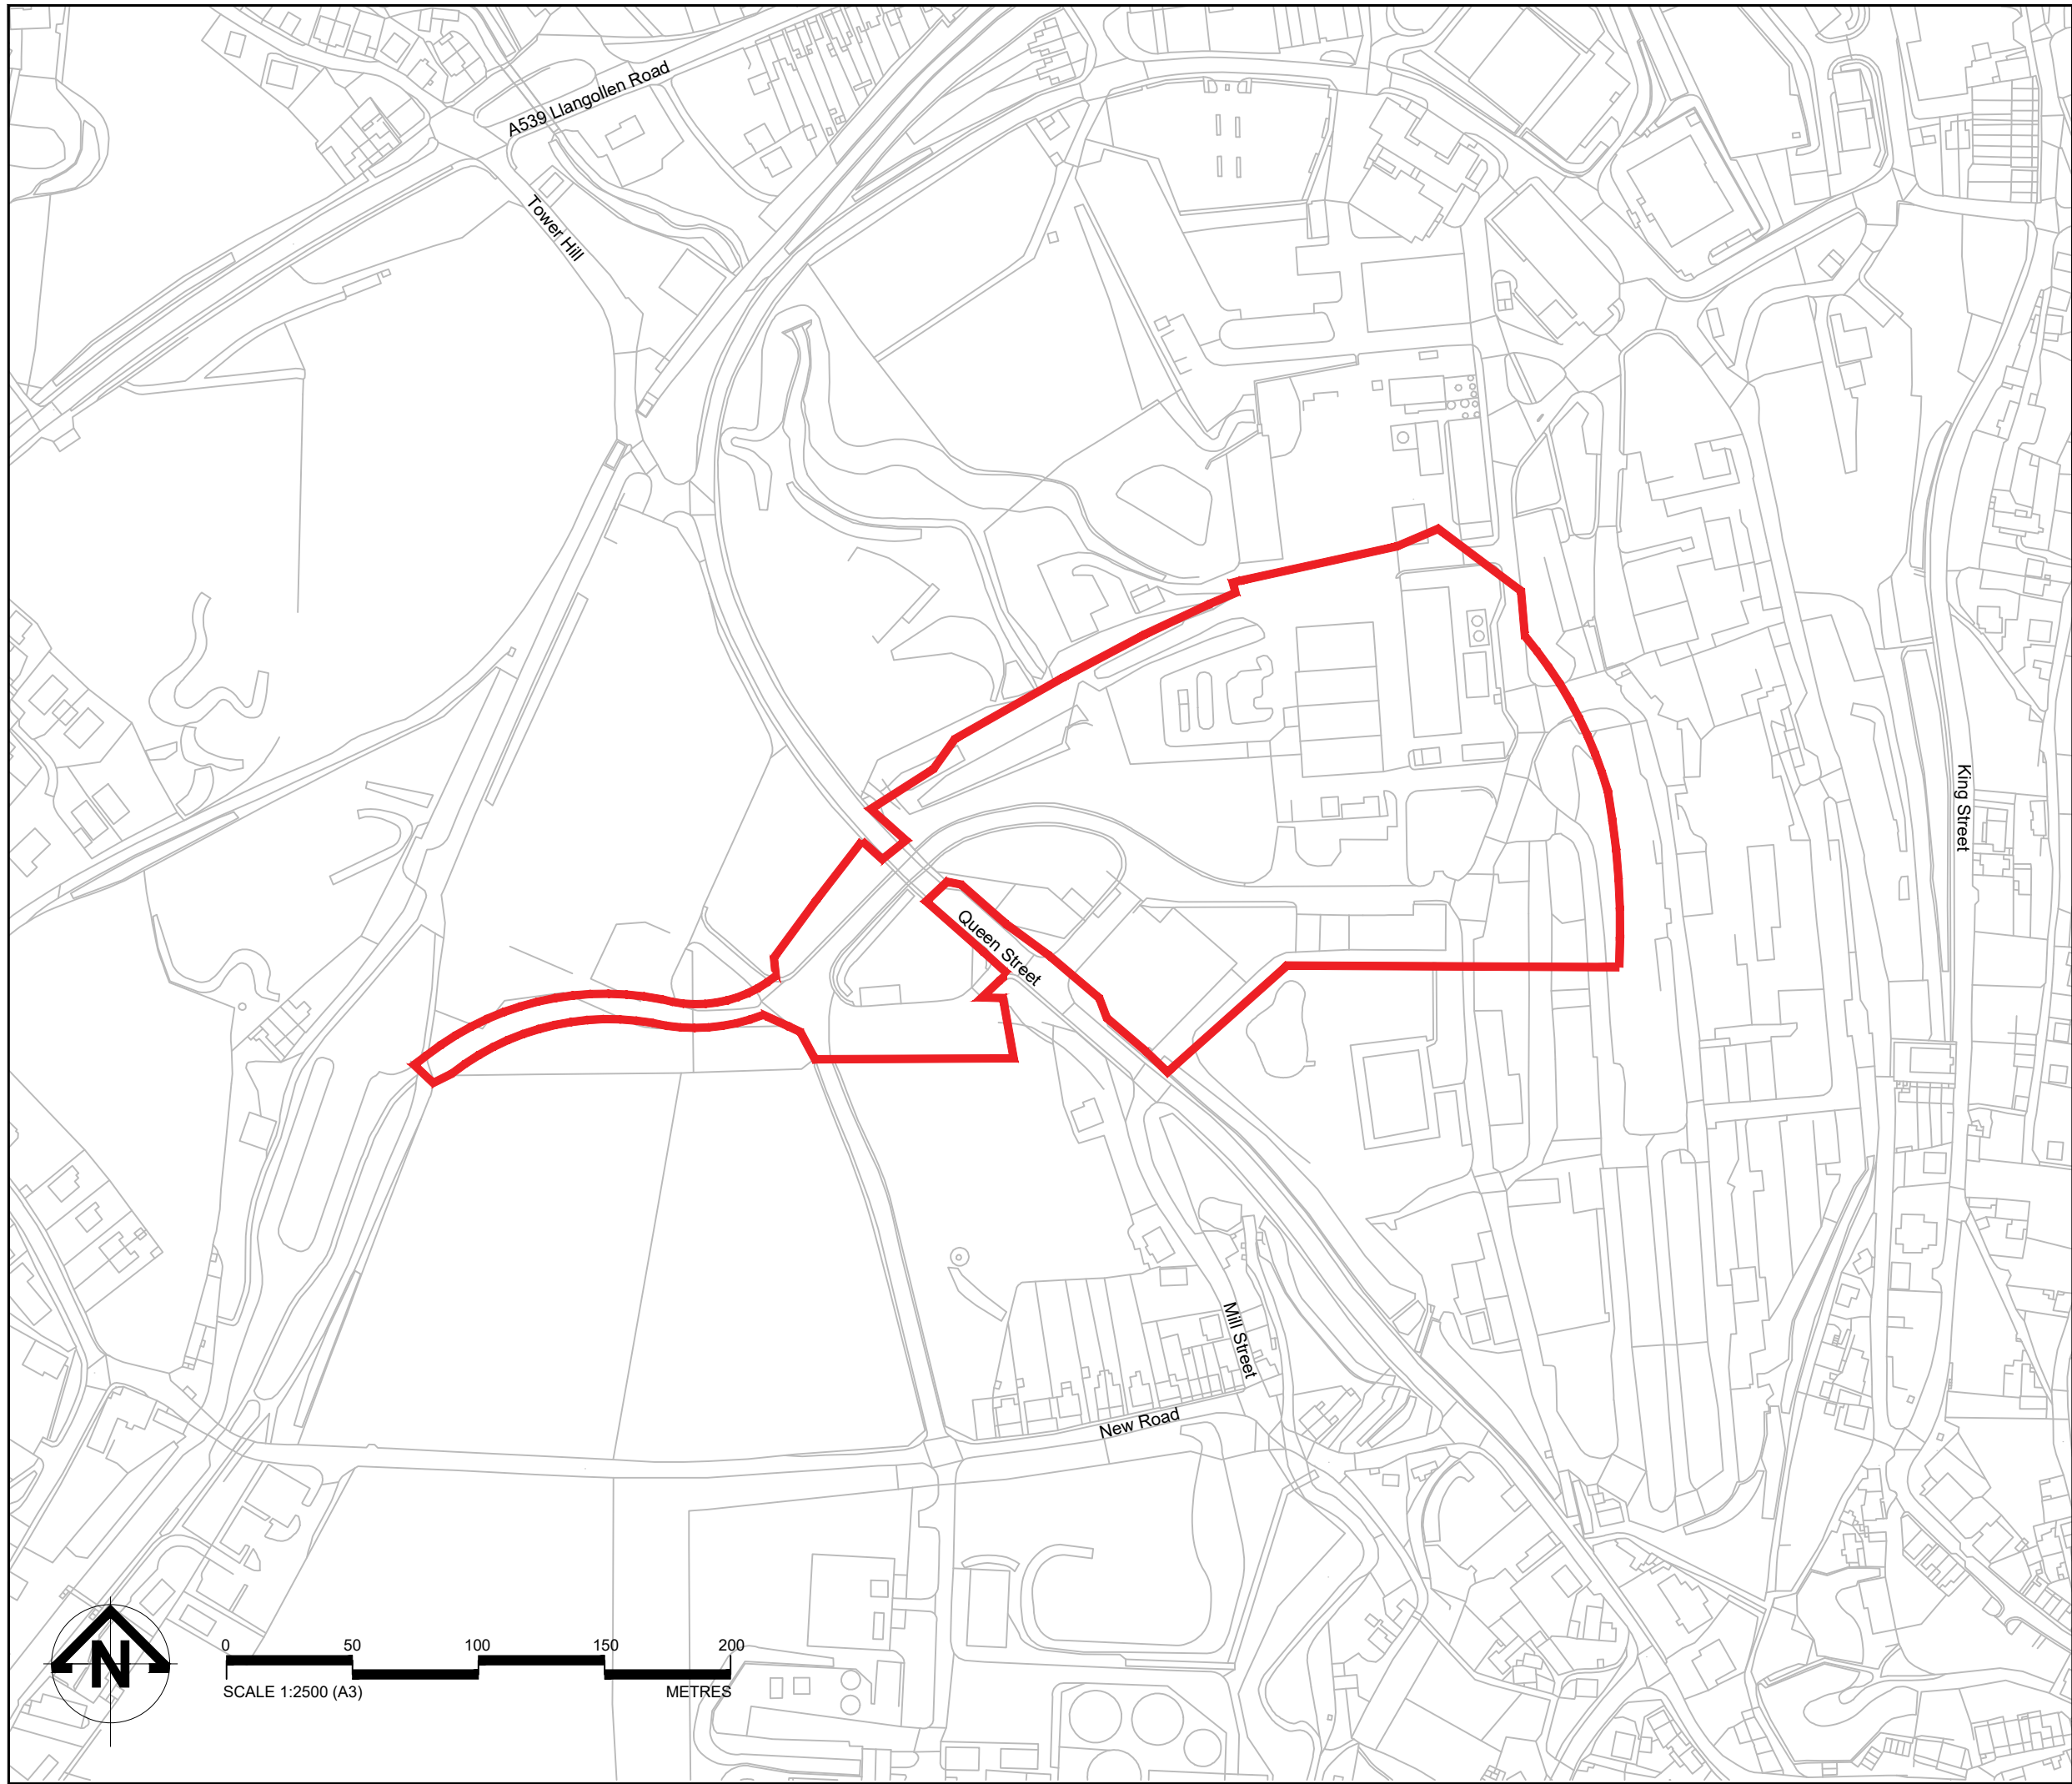 A539 Llangollen Road
Tower Hill
King Street
Queen Street
Mill Street
New Road
N
0 50 100 150 200
SCALE 1:2500 (A3) METRES